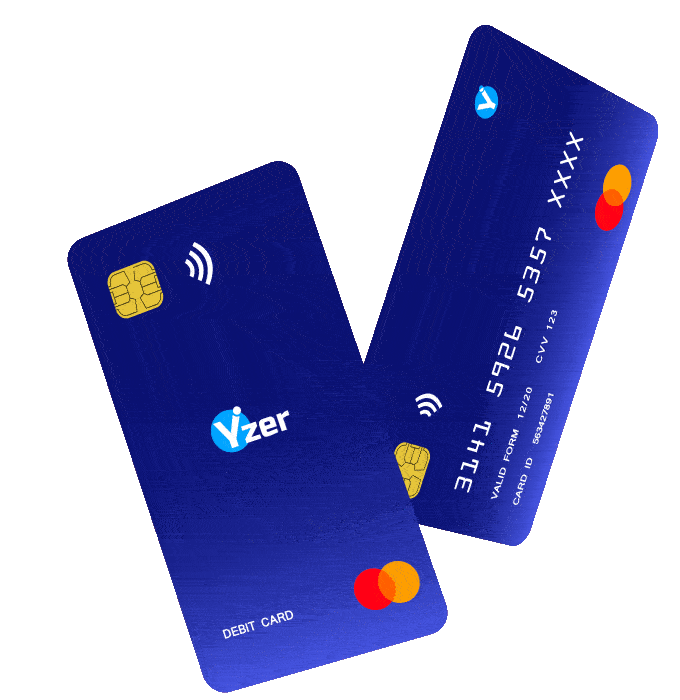 Yzer
DEBIT CARD
Y
3141 5926 5357 XXXX
VALID FORM 12/20 CVV 123
CARD ID 563427891